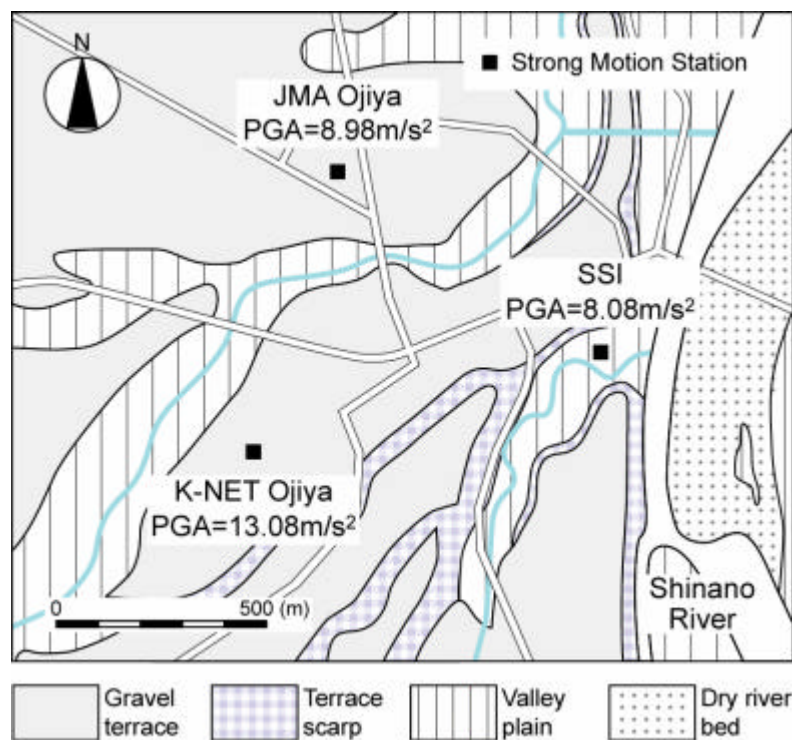 N
Strong Motion Station
JMA Ojiya
PGA=8.98m/s²
SSI
PGA=8.08m/s²
K-NET Ojiya
PGA=13.08m/s²
0 500 (m)
Shinano
River
Gravel
terrace
Terrace
scarp
Valley
plain
Dry river
bed